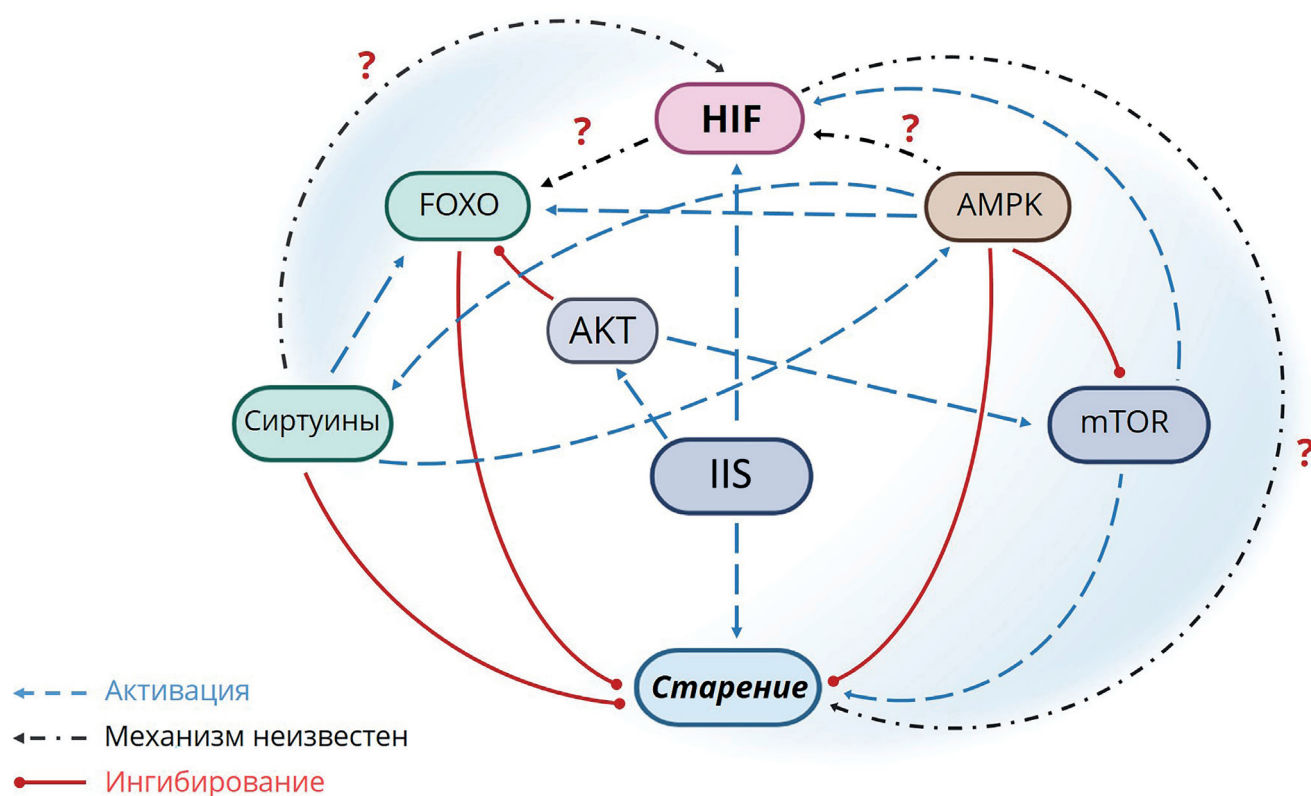 ?
HIF
?
?
FOXO
AMPK
AKT
Сиртуины
mTOR
?
IIS
Старение
Активация
Механизм неизвестен
Ингибирование